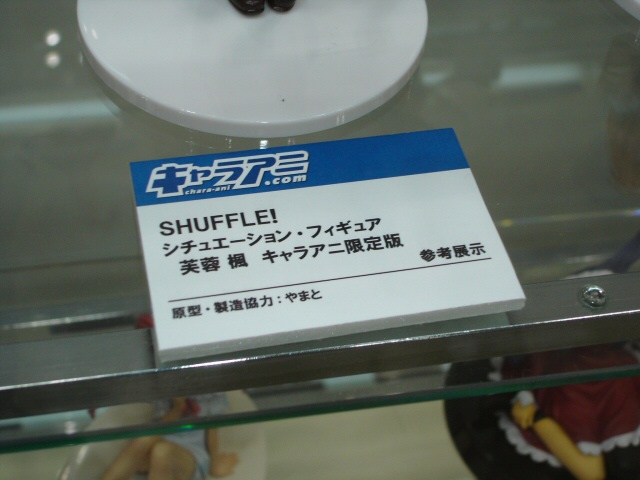 キャラアニ.com
chara-ani
SHUFFLE!
シチュエーション・フィギュア
芙蓉 楓 キャラアニ限定版 参考展示
原型・製造協力：やまと